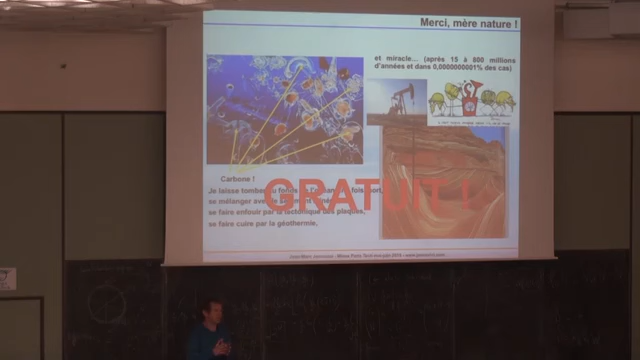 Merci, mère nature !
et miracle... (après 15 à 800 millions
d'années et dans 0,0000000001% des cas)
Carbone !
Je laisse tomber
GRATUIT !
se mélanger avec
se faire enfouir par la tectonique des plaques,
se faire cuire par la géothermie,